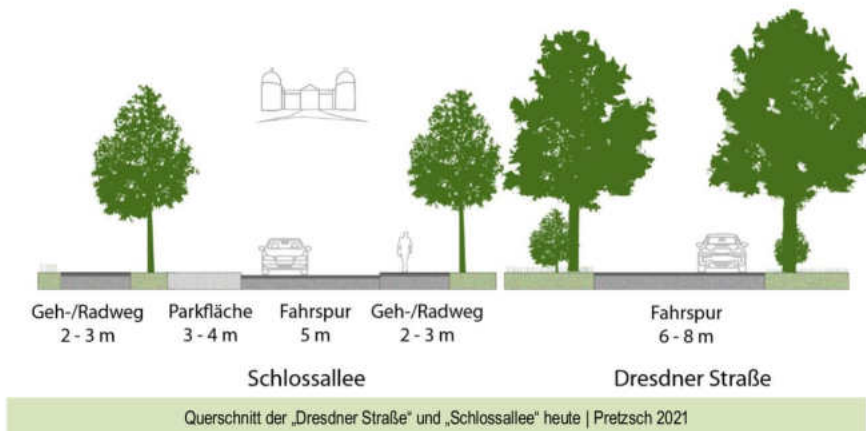 Geh-/Radweg
2 - 3 m
Parkfläche
3 - 4 m
Fahrspur
5 m
Geh-/Radweg
2 - 3 m
Fahrspur
6 - 8 m
Schlossallee
Dresdner Straße
Querschnitt der „Dresdner Straße“ und „Schlossallee“ heute | Pretzsch 2021